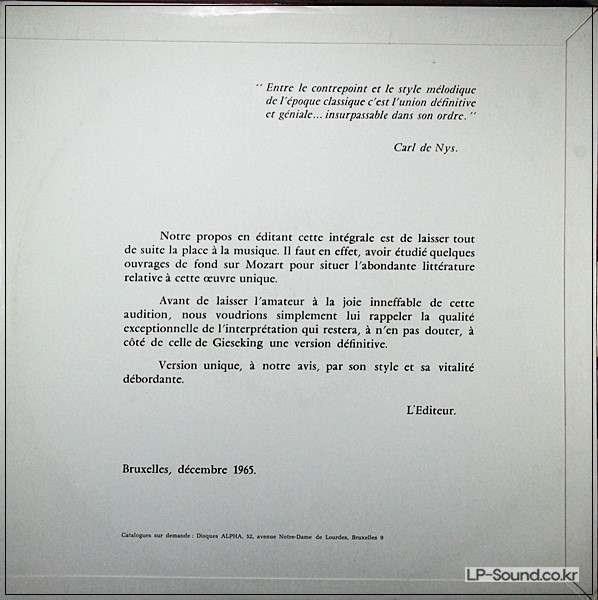 “ Entre le contrepoint et le style mélodique
de l'époque classique c'est l'union définitive
et géniale... insurpassable dans son ordre. ”
Carl de Nys.
Notre propos en éditant cette intégrale est de laisser tout
de suite la place à la musique. Il faut en effet, avoir étudié quelques
ouvrages de fond sur Mozart pour situer l'abondante littérature
relative à cette œuvre unique.
Avant de laisser l'amateur à la joie inneffable de cette
audition, nous voudrions simplement lui rappeler la qualité
exceptionnelle de l'interprétation qui restera, à n'en pas douter, à
côté de celle de Gieseking une version définitive.
Version unique, à notre avis, par son style et sa vitalité
débordante.
L'Editeur.
Bruxelles, décembre 1965.
Catalogues sur demande : Disques ALPHA, 52, avenue Notre-Dame de Lourdes, Bruxelles 9
LP-Sound.co.kr